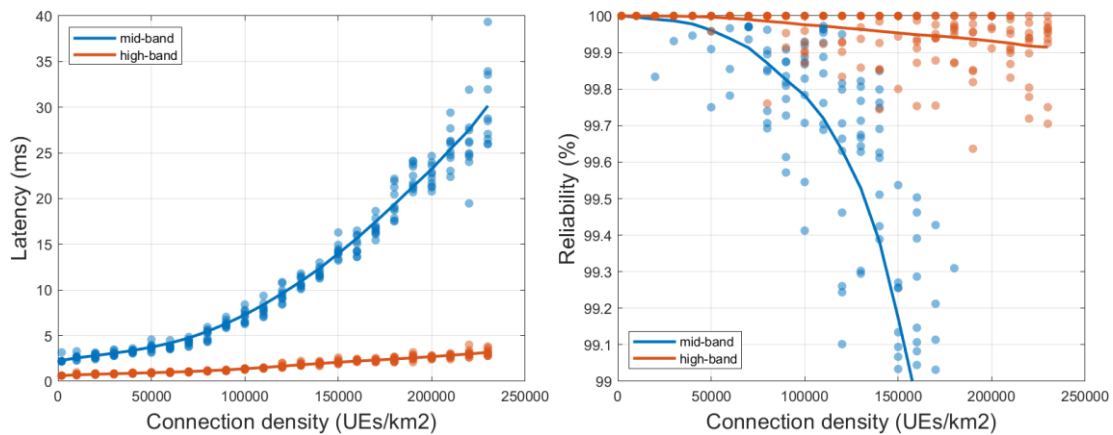 40
35
30
25
20
15
10
5
0
Latency (ms)
mid-band
high-band
0 50000 100000 150000 200000 250000
Connection density (UEs/km2)
100
99.9
99.8
99.7
99.6
99.5
99.4
99.3
99.2
99.1
99
Reliability (%)
mid-band
high-band
0 50000 100000 150000 200000 250000
Connection density (UEs/km2)